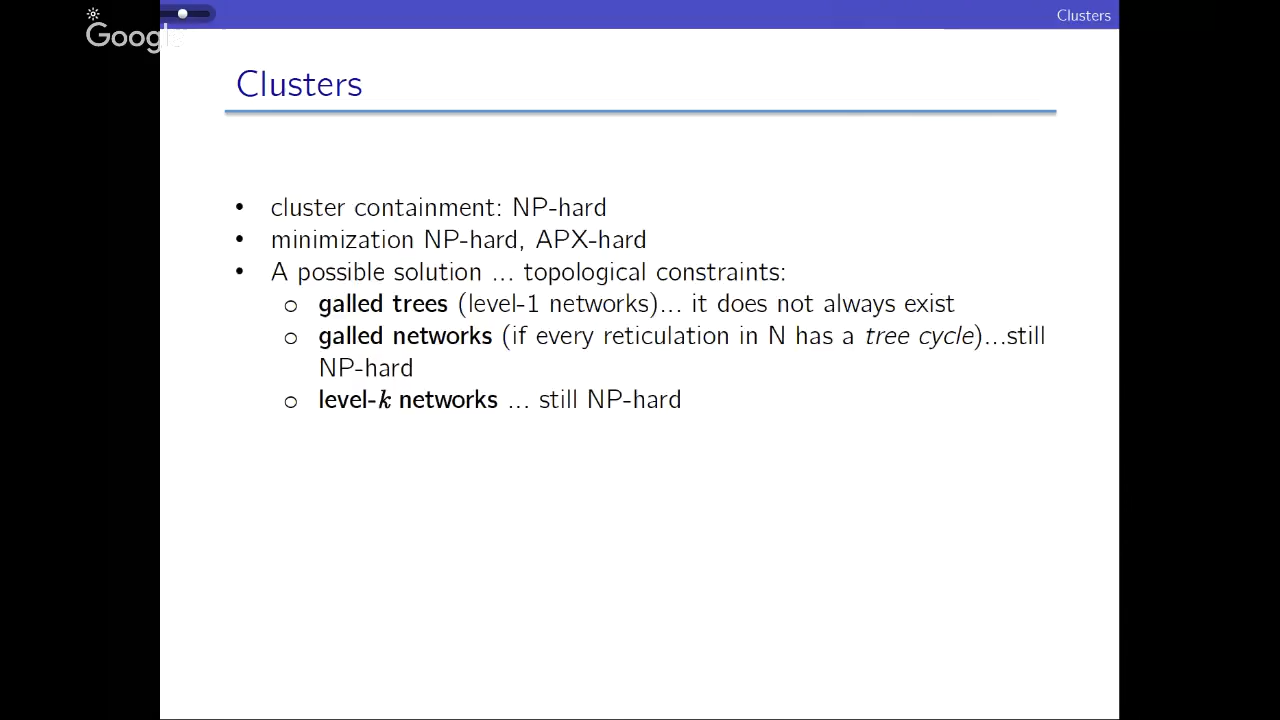 Clusters
Google
Clusters
• cluster containment: NP-hard
• minimization NP-hard, APX-hard
• A possible solution ... topological constraints:
○ galled trees (level-1 networks)... it does not always exist
○ galled networks (if every reticulation in N has a tree cycle)...still
NP-hard
○ level-k networks ... still NP-hard